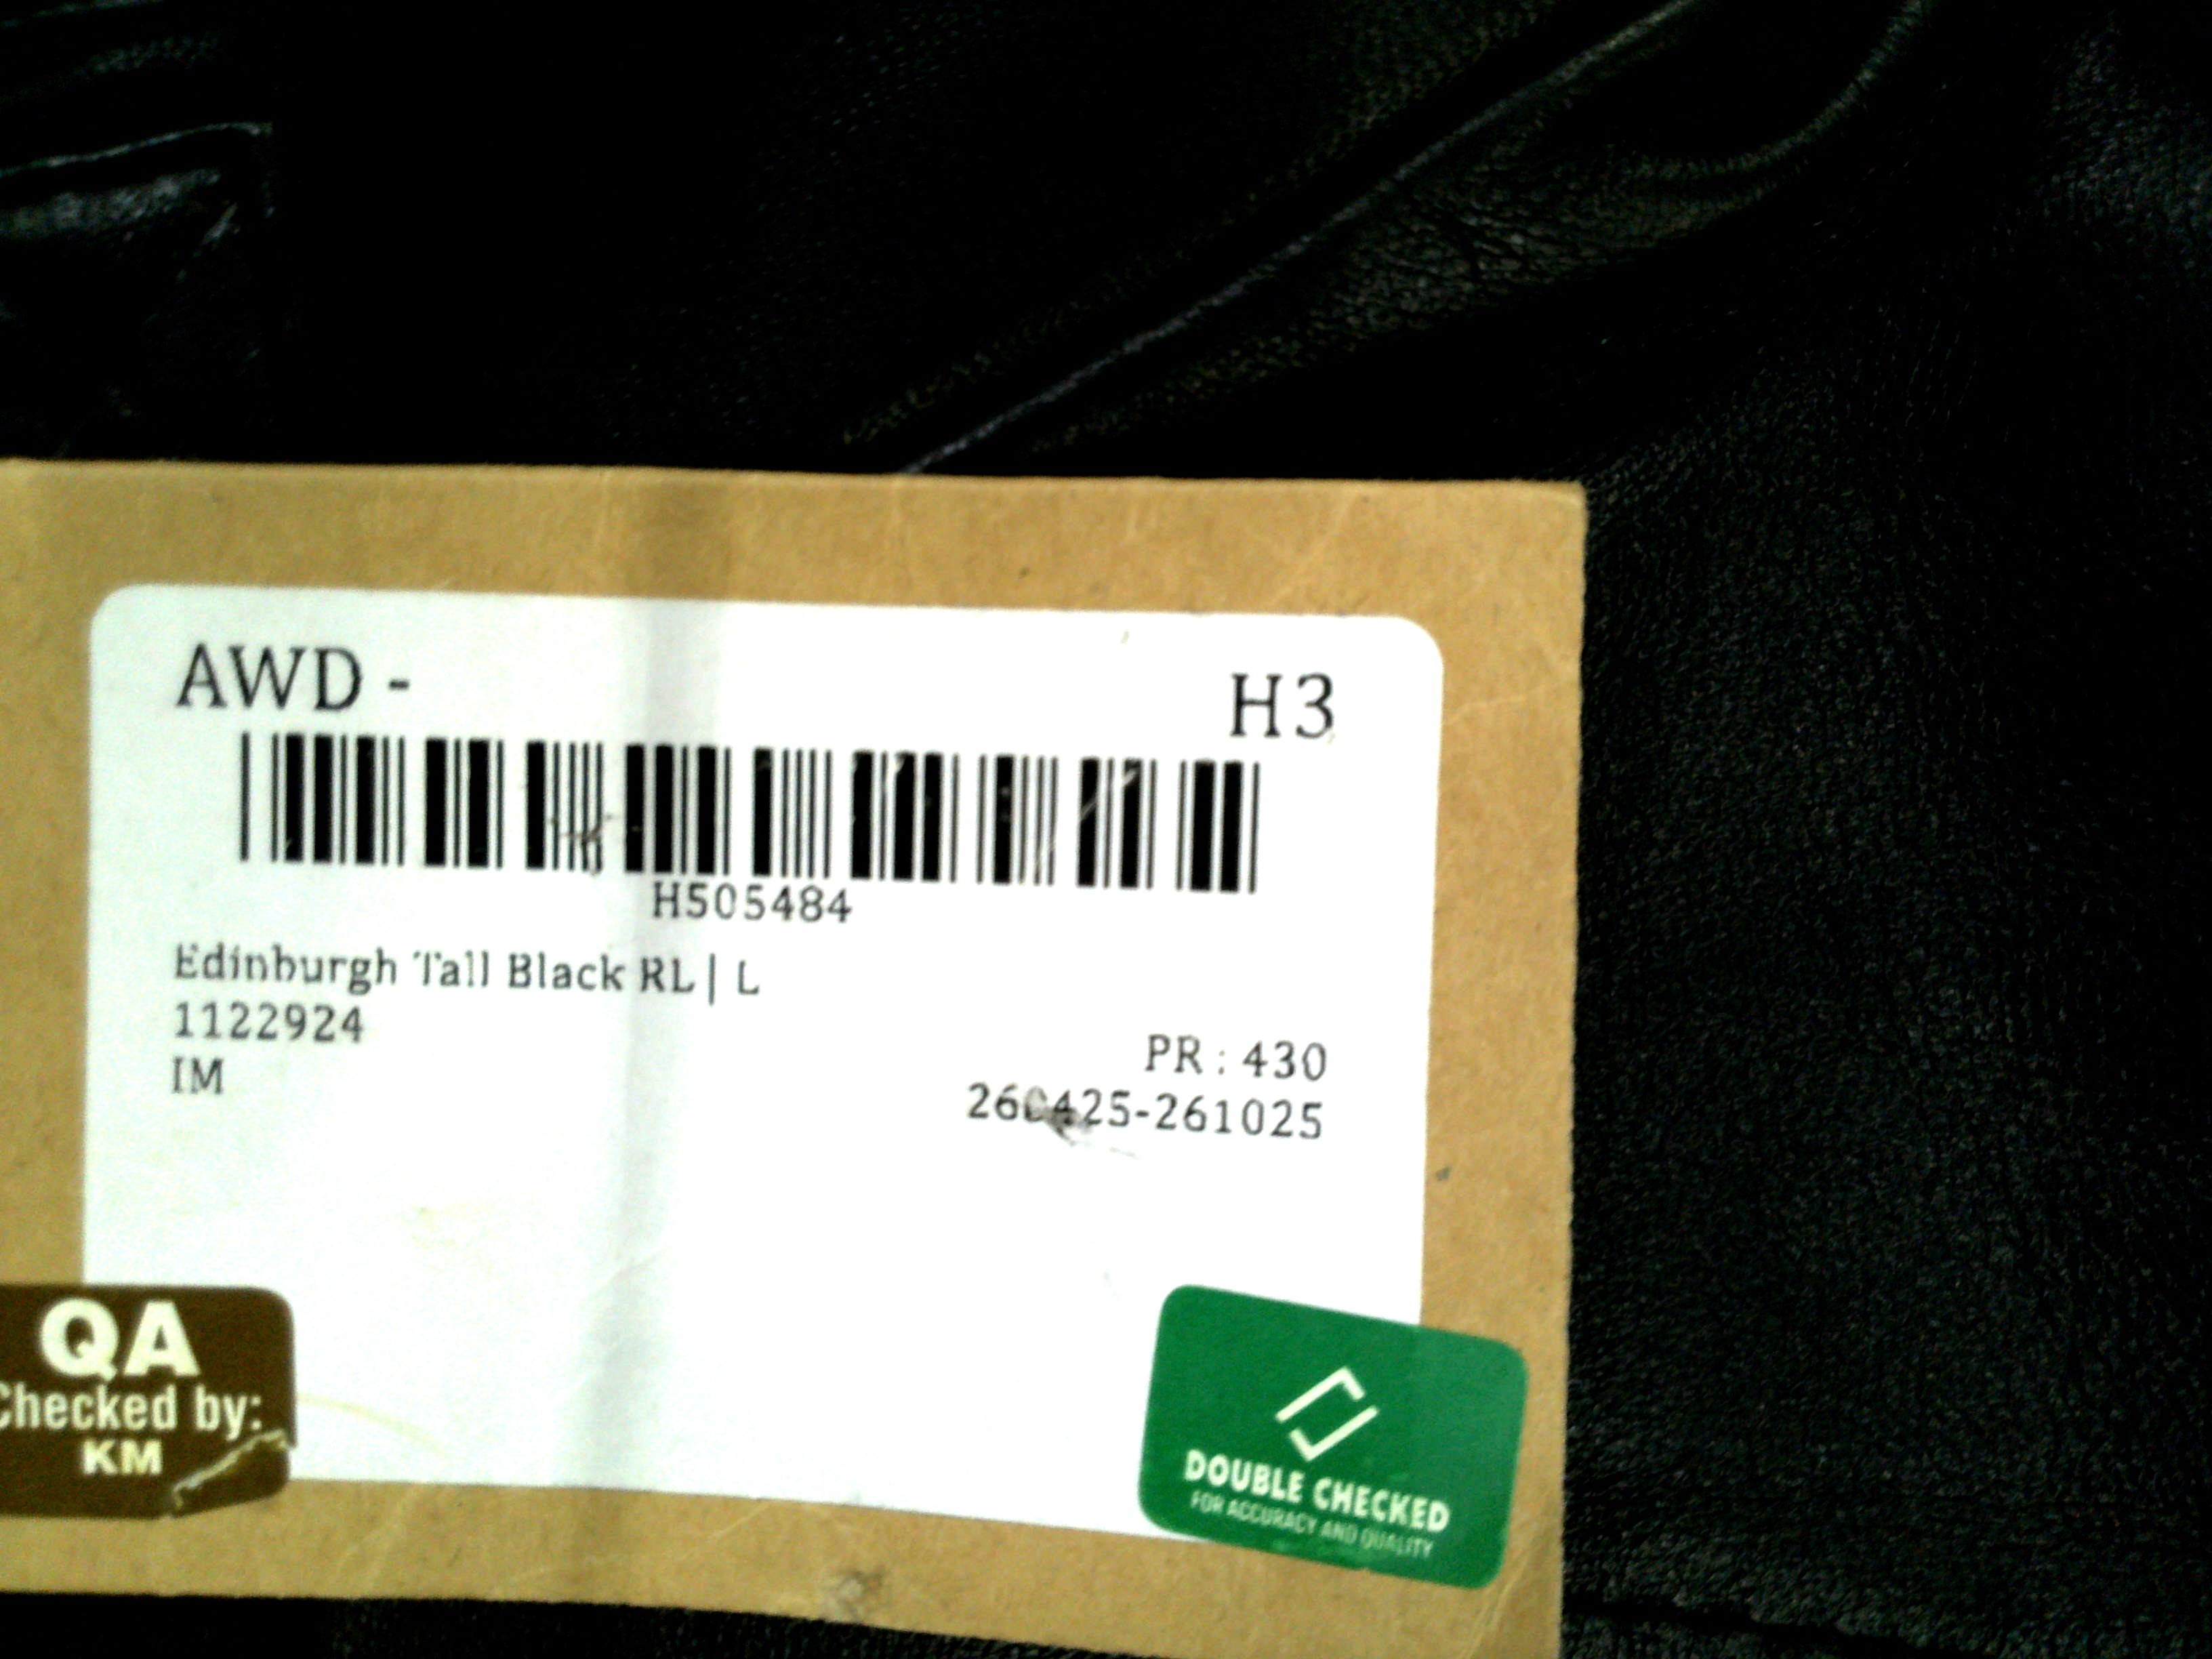 AWD - H3
H505484
Edinburgh Tall Black RL | L
1122924
IM
PR : 430
260425-261025
QA
Checked by:
KM
DOUBLE CHECKED
FOR ACCURACY AND QUALITY